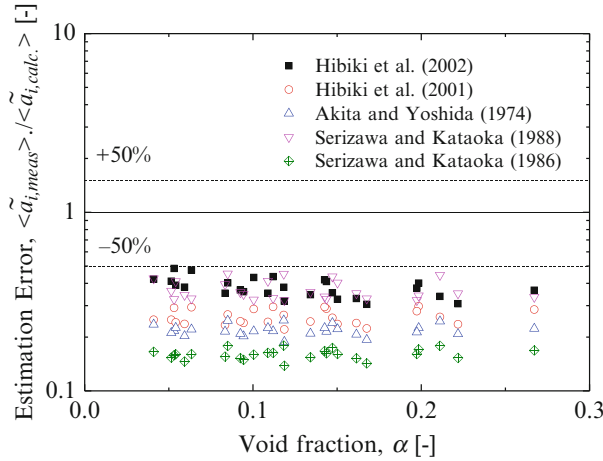 Estimation Error, <ãi,meas>./<ãi,calc.> [-]
10
1
0.1
Hibiki et al. (2002)
Hibiki et al. (2001)
Akita and Yoshida (1974)
Serizawa and Kataoka (1988)
Serizawa and Kataoka (1986)
+50%
–50%
0.0 0.1 0.2 0.3
Void fraction, α [-]